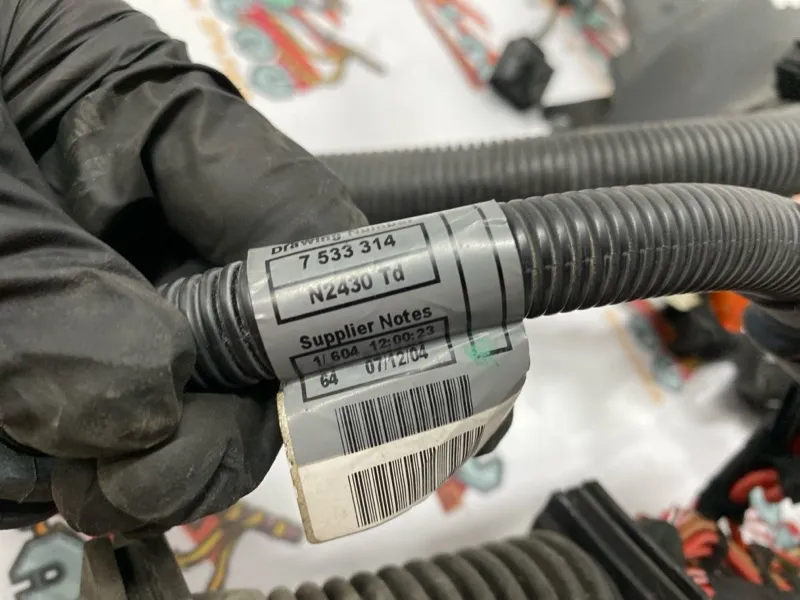 Drawing Number
7 533 314
N2430 Td
Supplier Notes
1/ 604 12:00:23
64 07/12/04